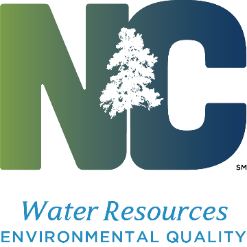 NC
SM
Water Resources
ENVIRONMENTAL QUALITY